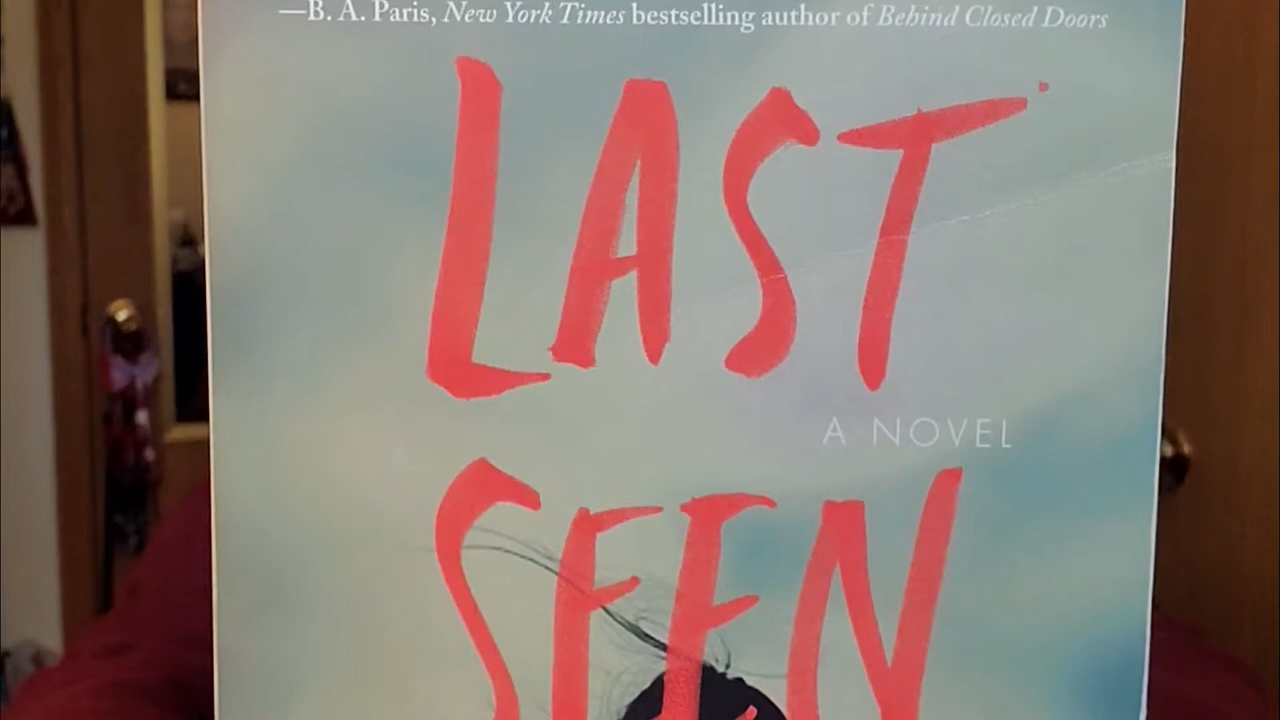 —B. A. Paris, New York Times bestselling author of Behind Closed Doors
LAST
A NOVEL
SEEN